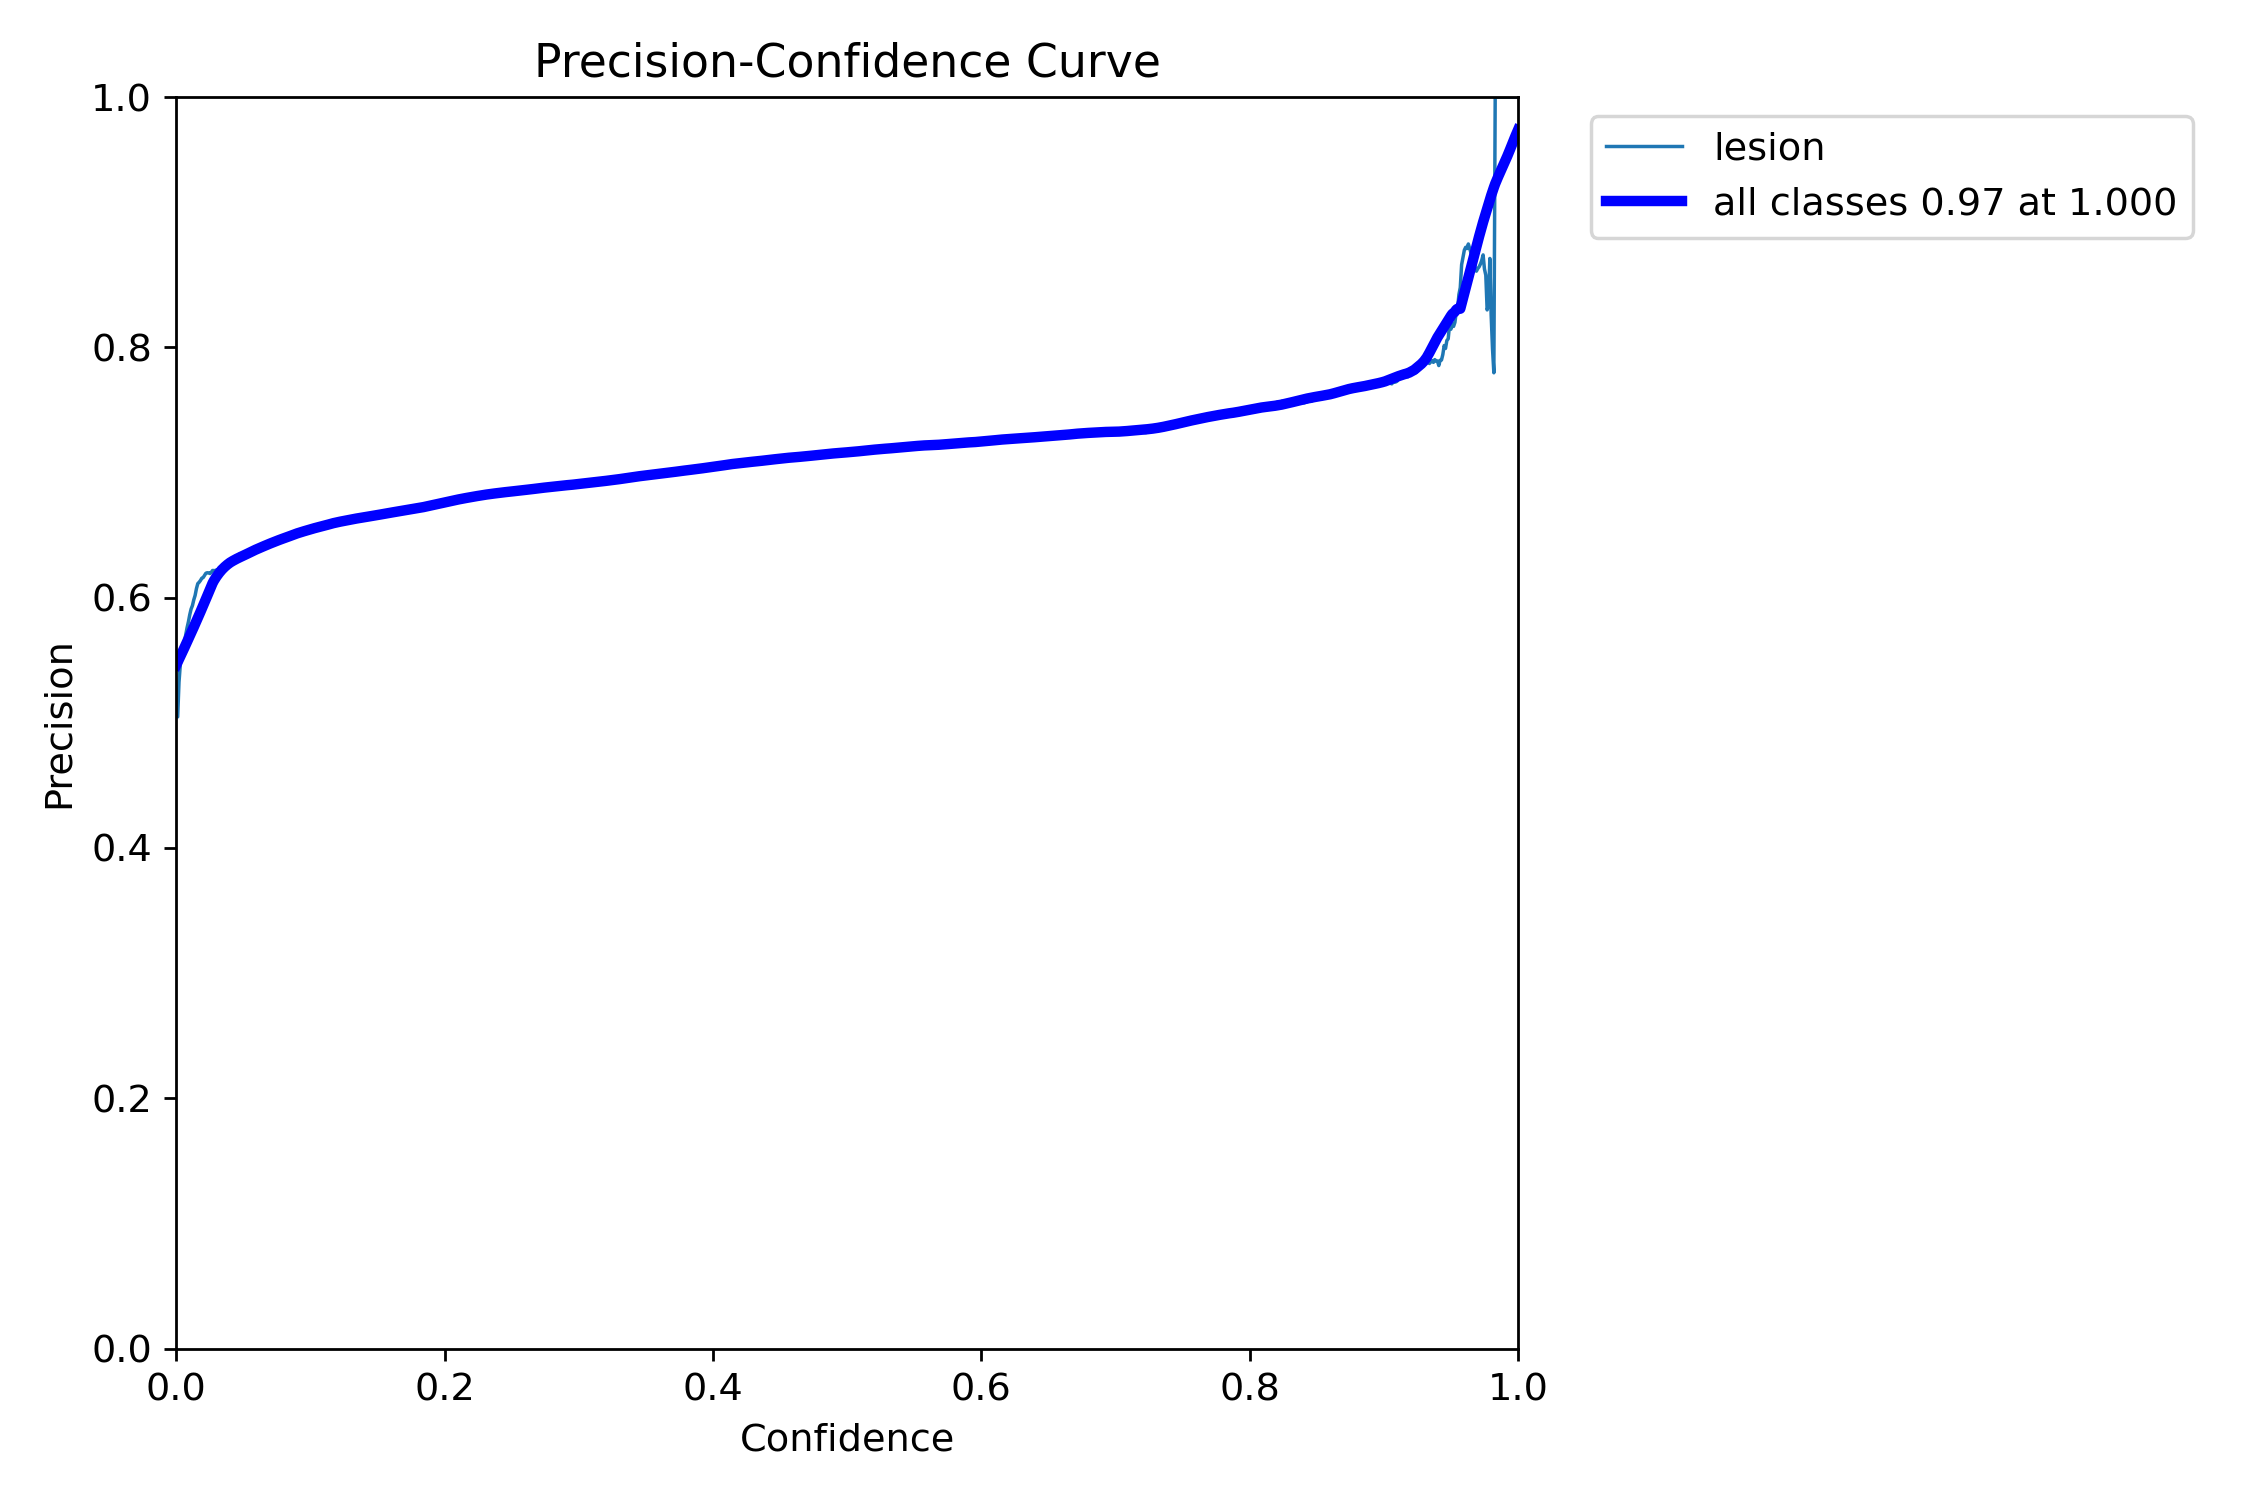 Precision-Confidence Curve
1.0
0.8
0.6
0.4
0.2
0.0
Precision
0.0 0.2 0.4 0.6 0.8 1.0
Confidence
lesion
all classes 0.97 at 1.000